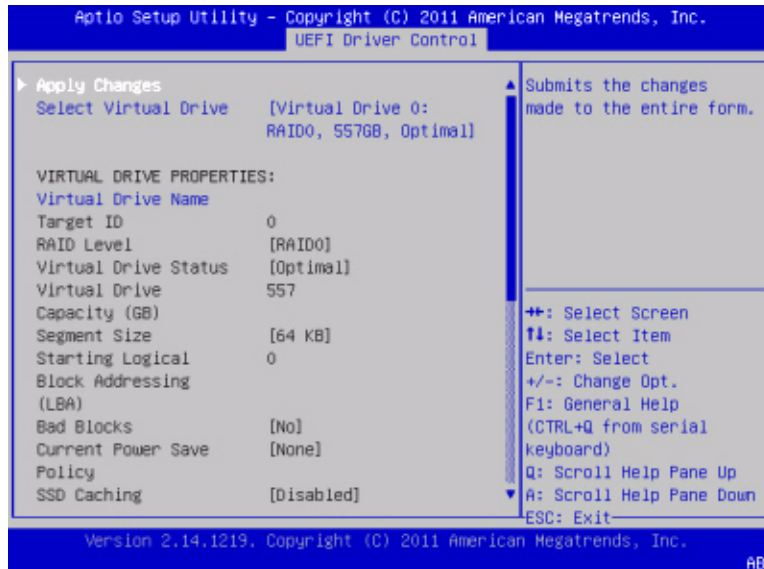 Aptio Setup Utility - Copyright (C) 2011 American Megatrends, Inc.
UEFI Driver Control
Apply Changes
Select Virtual Drive [Virtual Drive 0:
RAID0, 557GB, Optimal]
VIRTUAL DRIVE PROPERTIES:
Virtual Drive Name
Target ID 0
RAID Level [RAID0]
Virtual Drive Status [Optimal]
Virtual Drive 557
Capacity (GB)
Segment Size [64 KB]
Starting Logical 0
Block Addressing
(LBA)
Bad Blocks [No]
Current Power Save [None]
Policy
SSD Caching [Disabled]
Submits the changes
made to the entire form.
→←: Select Screen
↑↓: Select Item
Enter: Select
+/-: Change Opt.
F1: General Help
(CTRL+Q from serial
keyboard)
Q: Scroll Help Pane Up
A: Scroll Help Pane Down
ESC: Exit
Version 2.14.1219. Copyright (C) 2011 American Megatrends, Inc.
AB